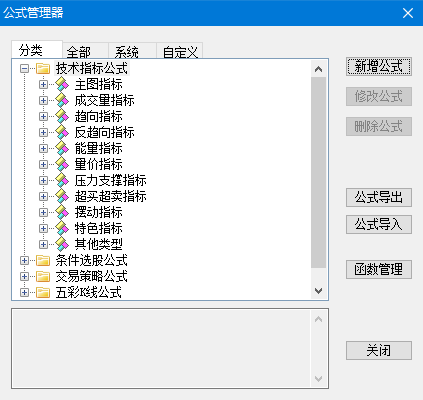 公式管理器
分类 全部 系统 自定义
技术指标公式
主图指标
成交量指标
趋向指标
反趋向指标
能量指标
量价指标
压力支撑指标
超买超卖指标
摆动指标
特色指标
其他类型
条件选股公式
交易策略公式
五彩K线公式
新增公式
修改公式
删除公式
公式导出
公式导入
函数管理
关闭